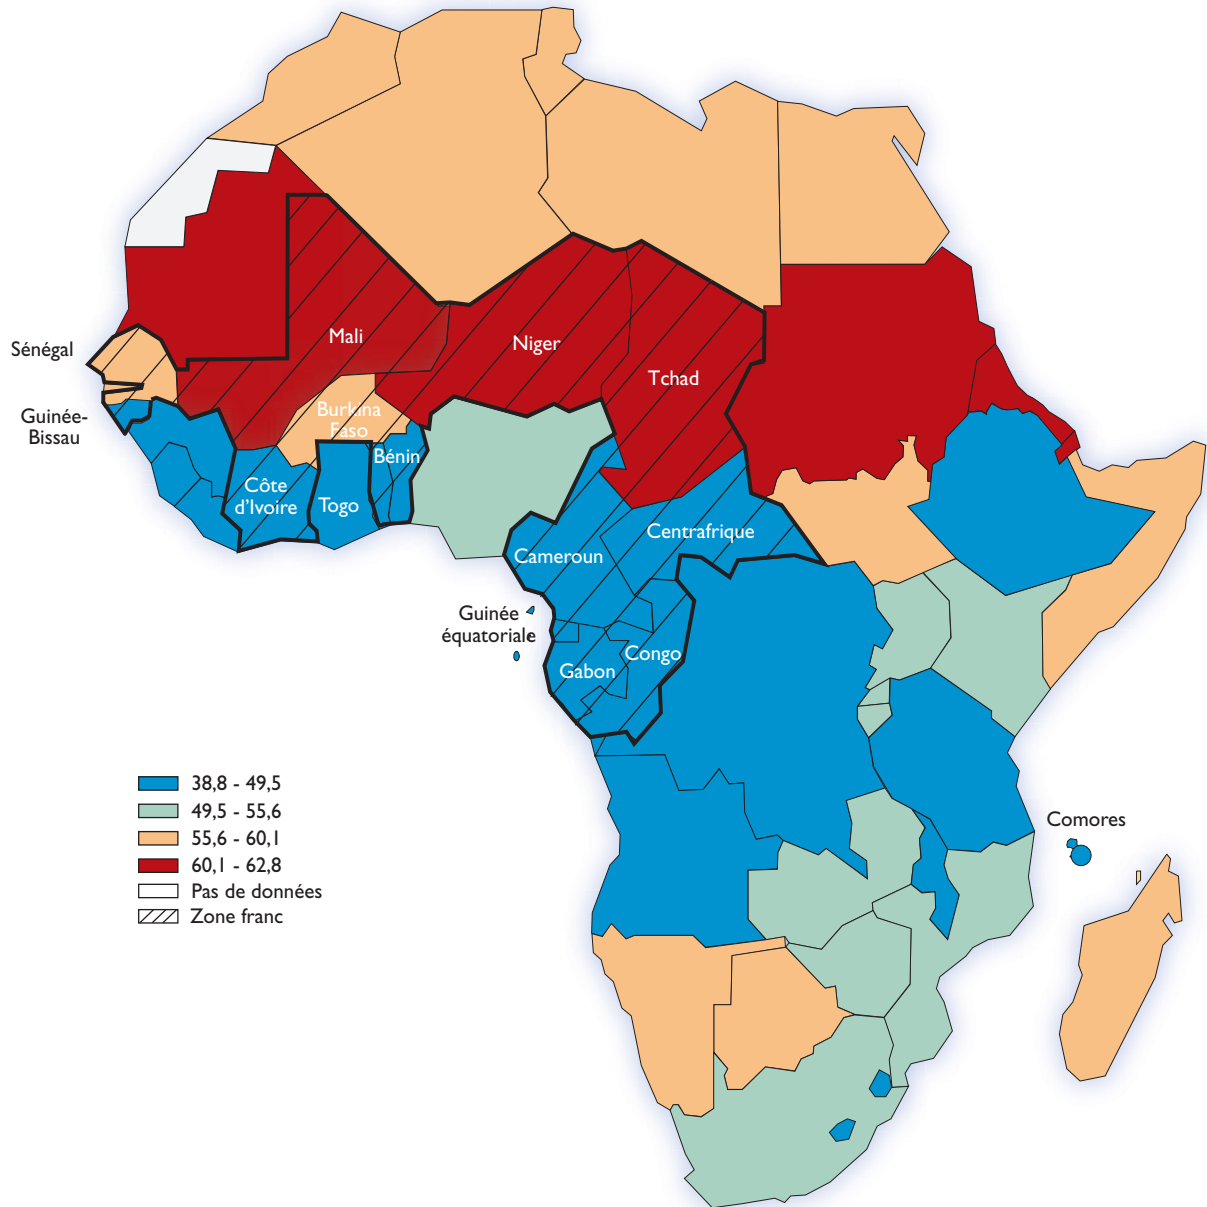 Mali
Niger
Sénégal
Tchad
Guinée-
Bissau
Burkina
Faso
Bénin
Côte
d'Ivoire
Togo
Centrafrique
Cameroun
Guinée
équatoriale
Congo
Gabon
38,8 - 49,5
49,5 - 55,6
55,6 - 60,1
60,1 - 62,8
Pas de données
Zone franc
Comores